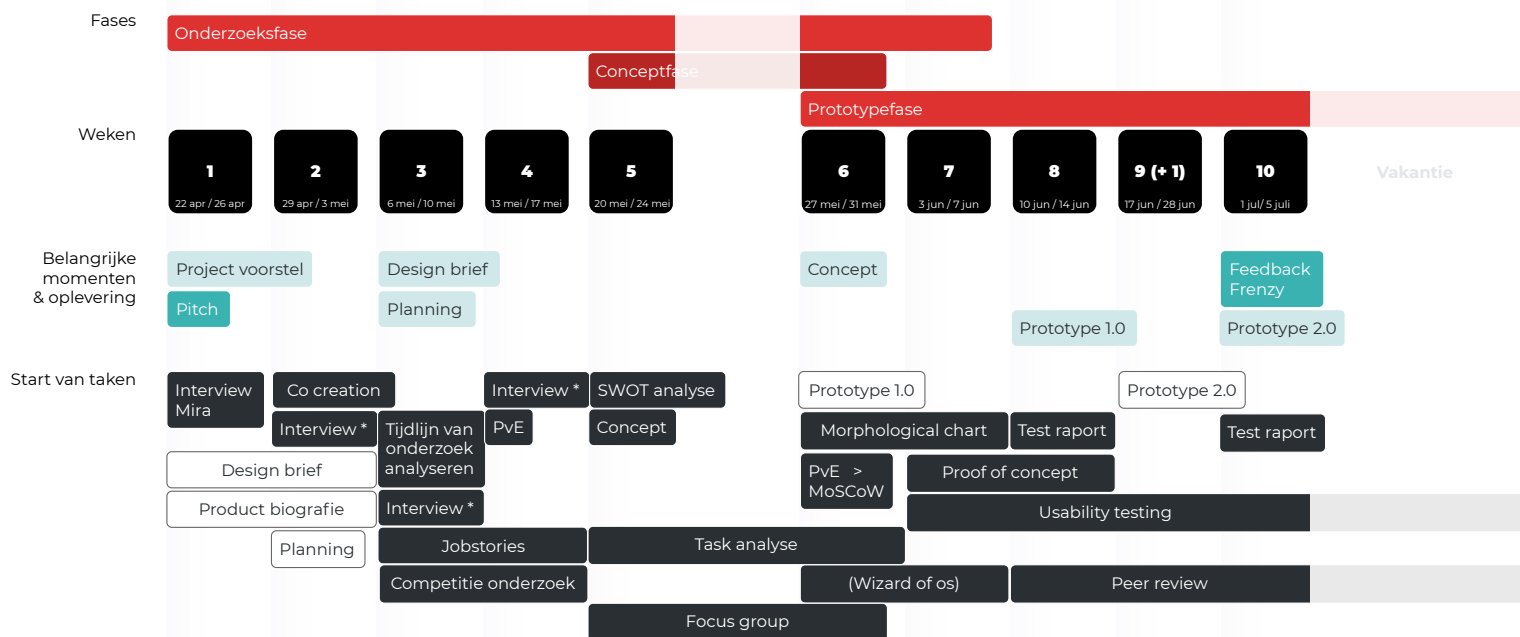 Fases
Onderzoeksfase
Conceptfase
Prototypefase
Weken
1
22 apr / 26 apr
2
29 apr / 3 mei
3
6 mei / 10 mei
4
13 mei / 17 mei
5
20 mei / 24 mei
6
27 mei / 31 mei
7
3 jun / 7 jun
8
10 jun / 14 jun
9 (+ 1)
17 jun / 28 jun
10
1 jul/ 5 juli
Vakantie
Belangrijke
momenten
& oplevering
Project voorstel
Design brief
Concept
Feedback
Frenzy
Pitch
Planning
Prototype 1.0
Prototype 2.0
Start van taken
Interview
Mira
Co creation
Interview *
SWOT analyse
Prototype 1.0
Prototype 2.0
Interview *
Tijdlijn van
onderzoek
analyseren
PvE
Concept
Morphological chart
Test raport
Test raport
Design brief
PvE >
MoSCoW
Proof of concept
Product biografie
Interview *
Usability testing
Planning
Jobstories
Task analyse
Competitie onderzoek
(Wizard of os)
Peer review
Focus group